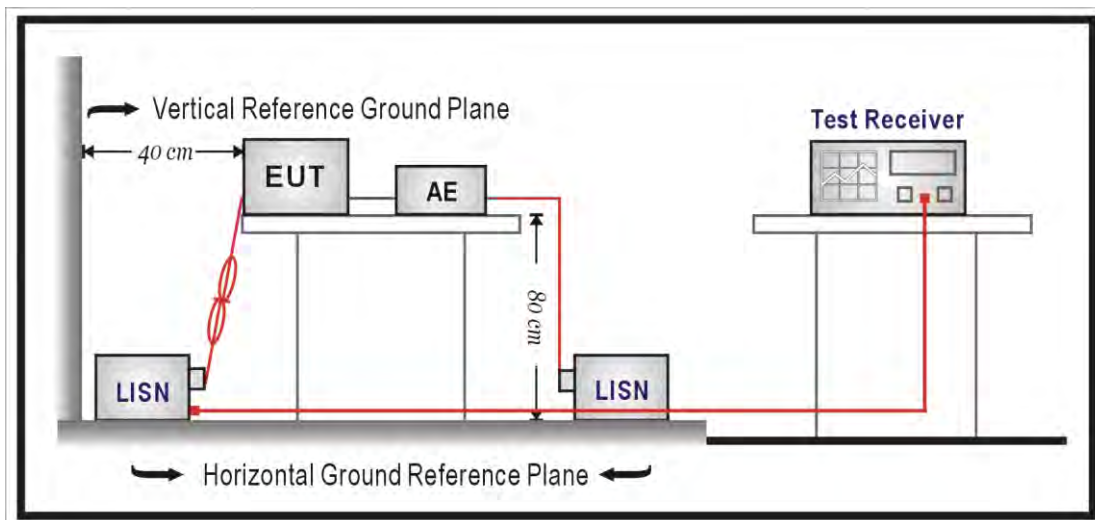 Vertical Reference Ground Plane
40 cm
EUT
AE
Test Receiver
80 cm
LISN
LISN
Horizontal Ground Reference Plane